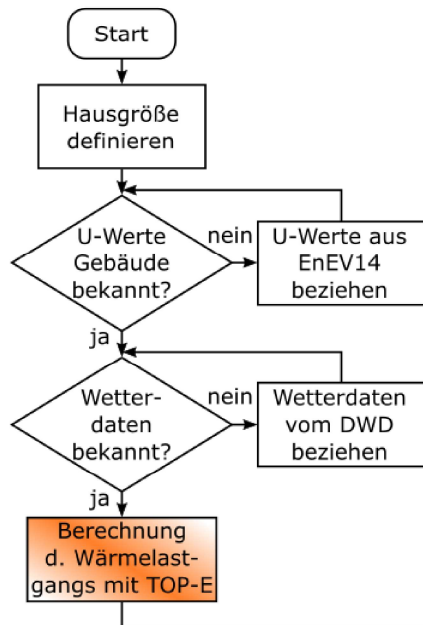 Start
Hausgröße
definieren
U-Werte
Gebäude
bekannt?
nein
U-Werte aus
EnEV14
beziehen
ja
Wetter-
daten
bekannt?
nein
Wetterdaten
vom DWD
beziehen
ja
Berechnung
d. Wärmelast-
gangs mit TOP-E